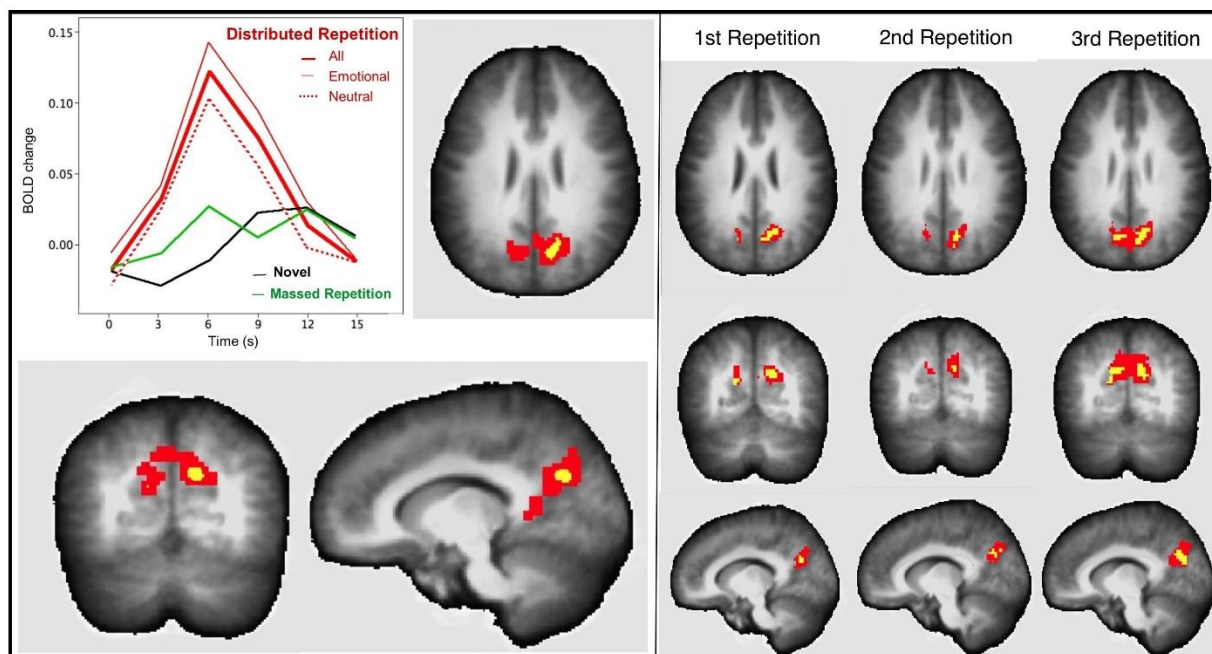 0.15
0.10
0.05
0.00
BOLD change
Distributed Repetition
All
Emotional
Neutral
Novel
Massed Repetition
0 3 6 9 12 15
Time (s)
1st Repetition 2nd Repetition 3rd Repetition